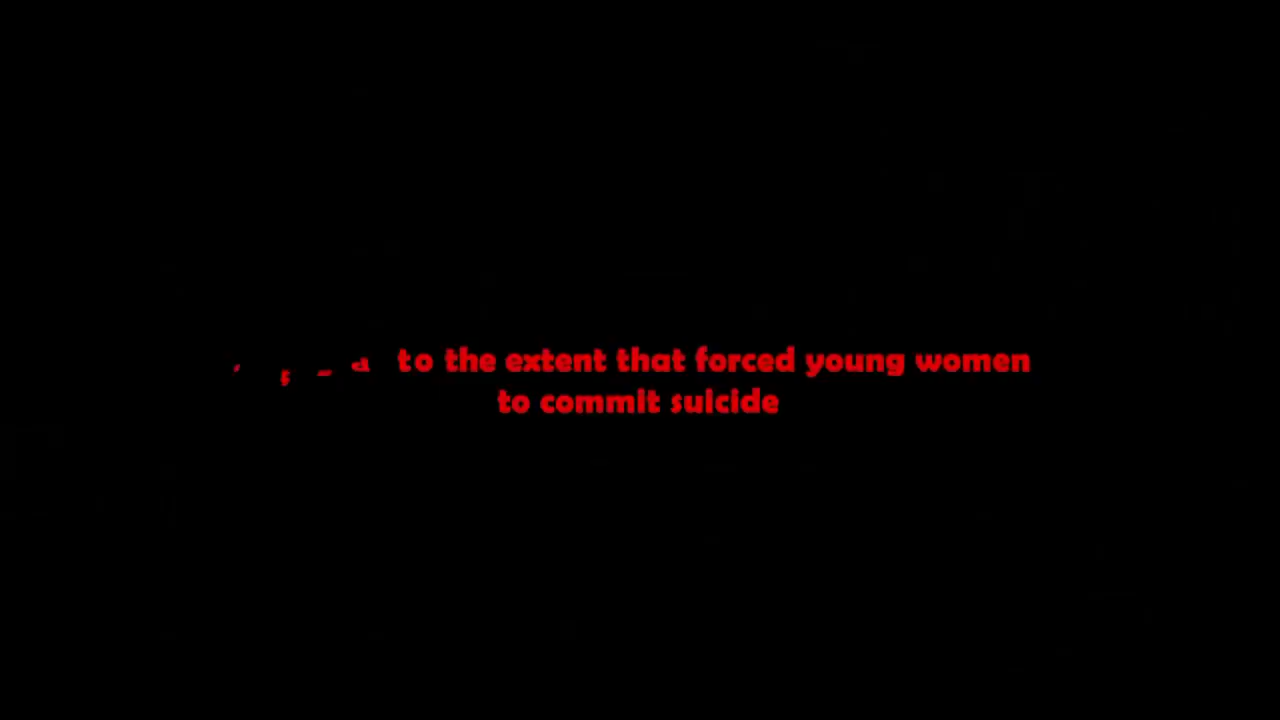 to the extent that forced young women
to commit suicide